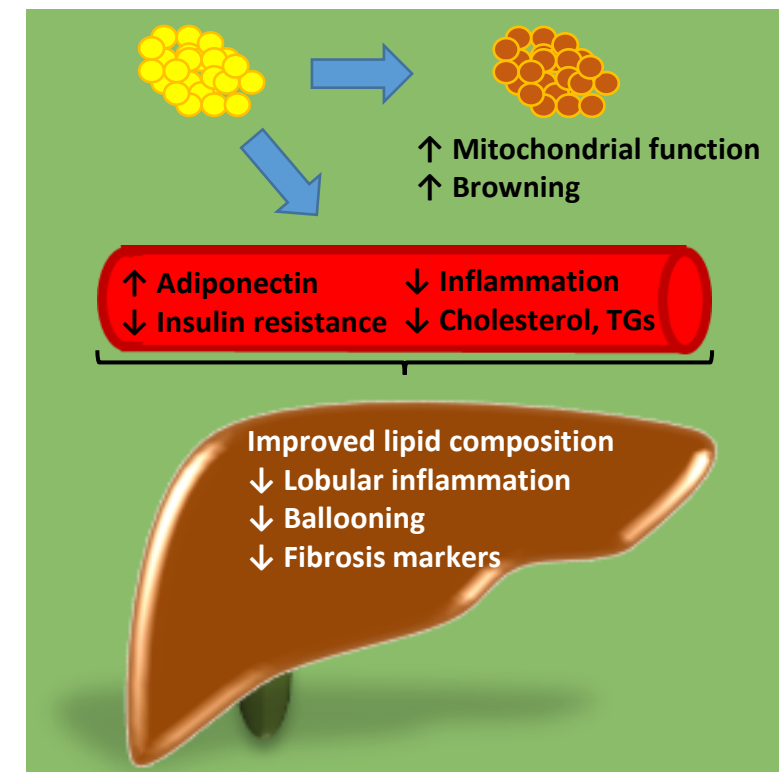 ↑ Mitochondrial function
↑ Browning
↑ Adiponectin
↓ Insulin resistance
↓ Inflammation
↓ Cholesterol, TGs
Improved lipid composition
↓ Lobular inflammation
↓ Ballooning
↓ Fibrosis markers